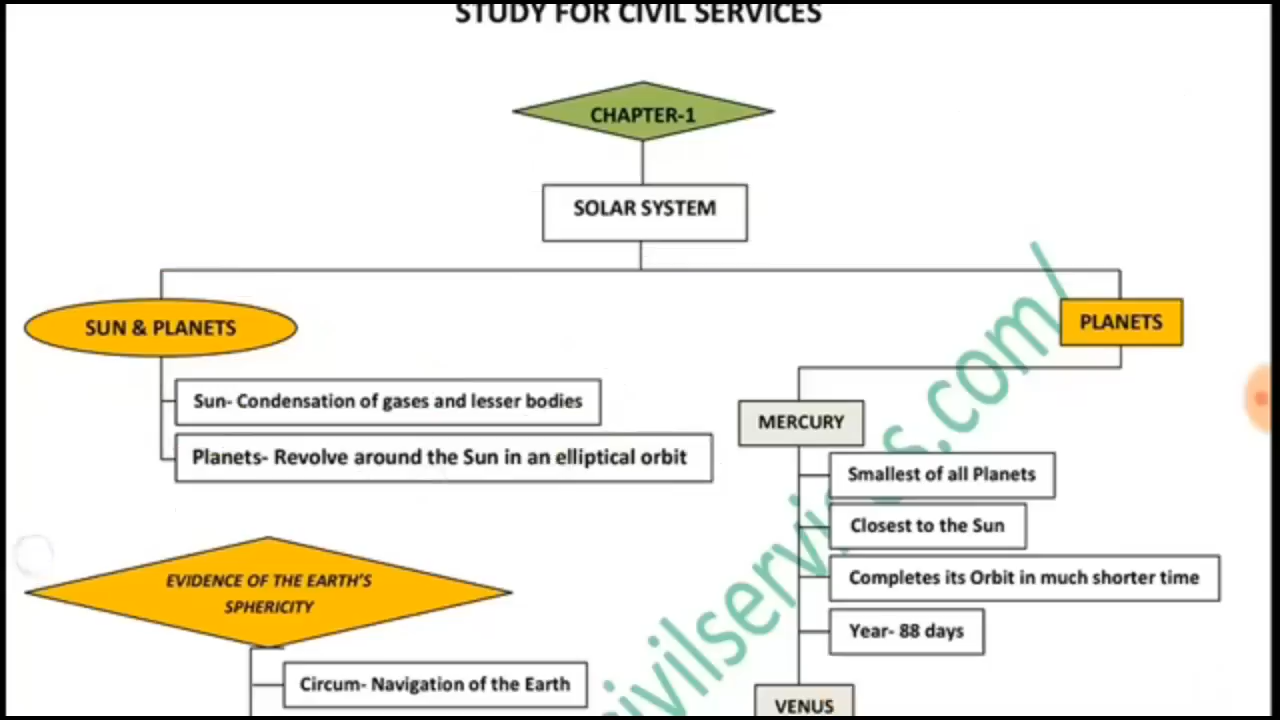 STUDY FOR CIVIL SERVICES
CHAPTER-1
SOLAR SYSTEM
SUN & PLANETS
Sun- Condensation of gases and lesser bodies
Planets- Revolve around the Sun in an elliptical orbit
PLANETS
MERCURY
Smallest of all Planets
Closest to the Sun
Completes its Orbit in much shorter time
Year- 88 days
VENUS
EVIDENCE OF THE EARTH'S
SPHERICITY
Circum- Navigation of the Earth
civilservices.com/